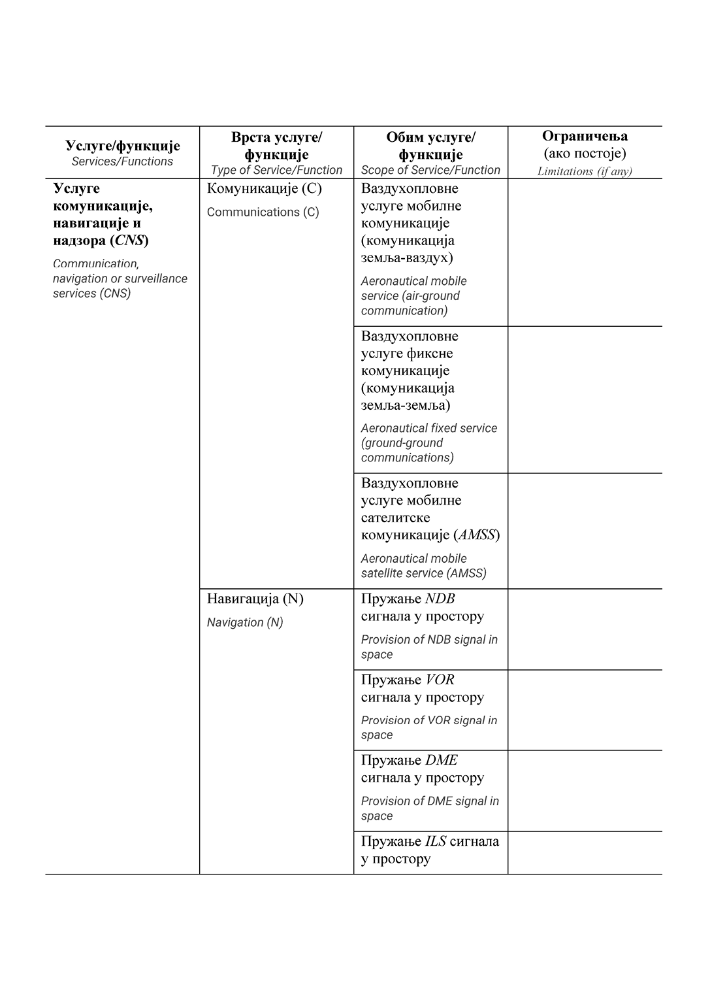 Услуге/функције
Services/Functions
Врста услуге/
функције
Type of Service/Function
Обим услуге/
функције
Scope of Service/Function
Ограничења
(ако постоје)
Limitations (if any)
Услуге
комуникације,
навигације и
надзора (CNS)
Communication,
navigation or surveillance
services (CNS)
Комуникације (C)
Communications (C)
Ваздухопловне
услуге мобилне
комуникације
(комуникација
земља-ваздух)
Aeronautical mobile
service (air-ground
communication)
Ваздухопловне
услуге фиксне
комуникације
(комуникација
земља-земља)
Aeronautical fixed service
(ground-ground
communications)
Ваздухопловне
услуге мобилне
сателитске
комуникације (AMSS)
Aeronautical mobile
satellite service (AMSS)
Навигација (N)
Navigation (N)
Пружање NDB
сигнала у простору
Provision of NDB signal in
space
Пружање VOR
сигнала у простору
Provision of VOR signal in
space
Пружање DME
сигнала у простору
Provision of DME signal in
space
Пружање ILS сигнала
у простору